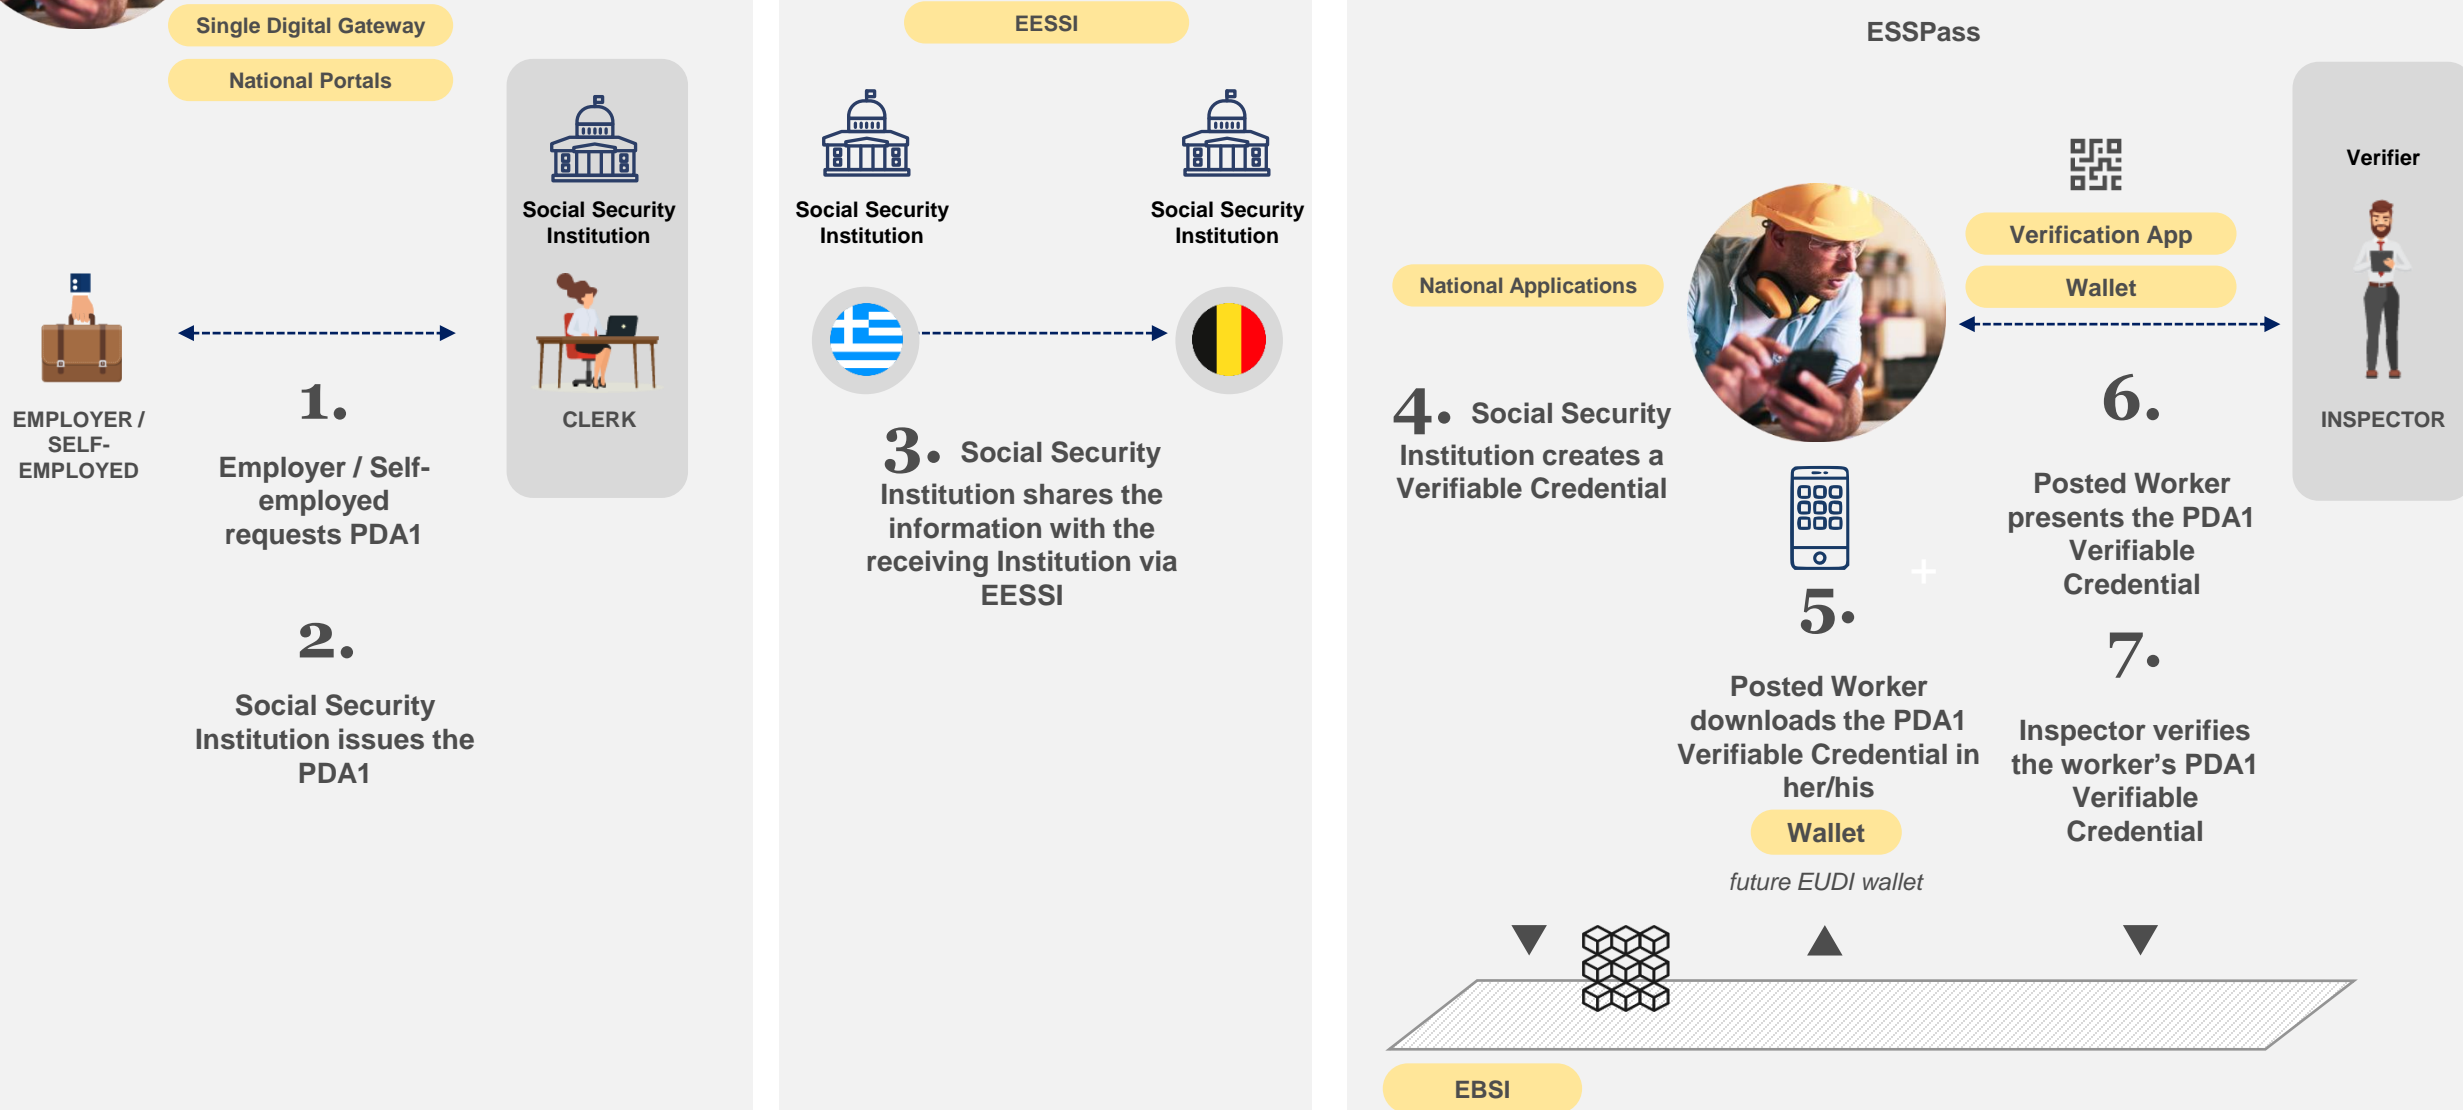 Single Digital Gateway
National Portals
Social Security
Institution
CLERK
EMPLOYER /
SELF-
EMPLOYED
1.
Employer / Self-
employed
requests PDA1
2.
Social Security
Institution issues the
PDA1
EESSI
Social Security
Institution
Social Security
Institution
3. Social Security
Institution shares the
information with the
receiving Institution via
EESSI
ESSPass
National Applications
4. Social Security
Institution creates a
Verifiable Credential
5.
Posted Worker
downloads the PDA1
Verifiable Credential in
her/his
Wallet
future EUDI wallet
Verification App
Wallet
6.
Posted Worker
presents the PDA1
Verifiable
Credential
7.
Inspector verifies
the worker's PDA1
Verifiable
Credential
Verifier
INSPECTOR
EBSI